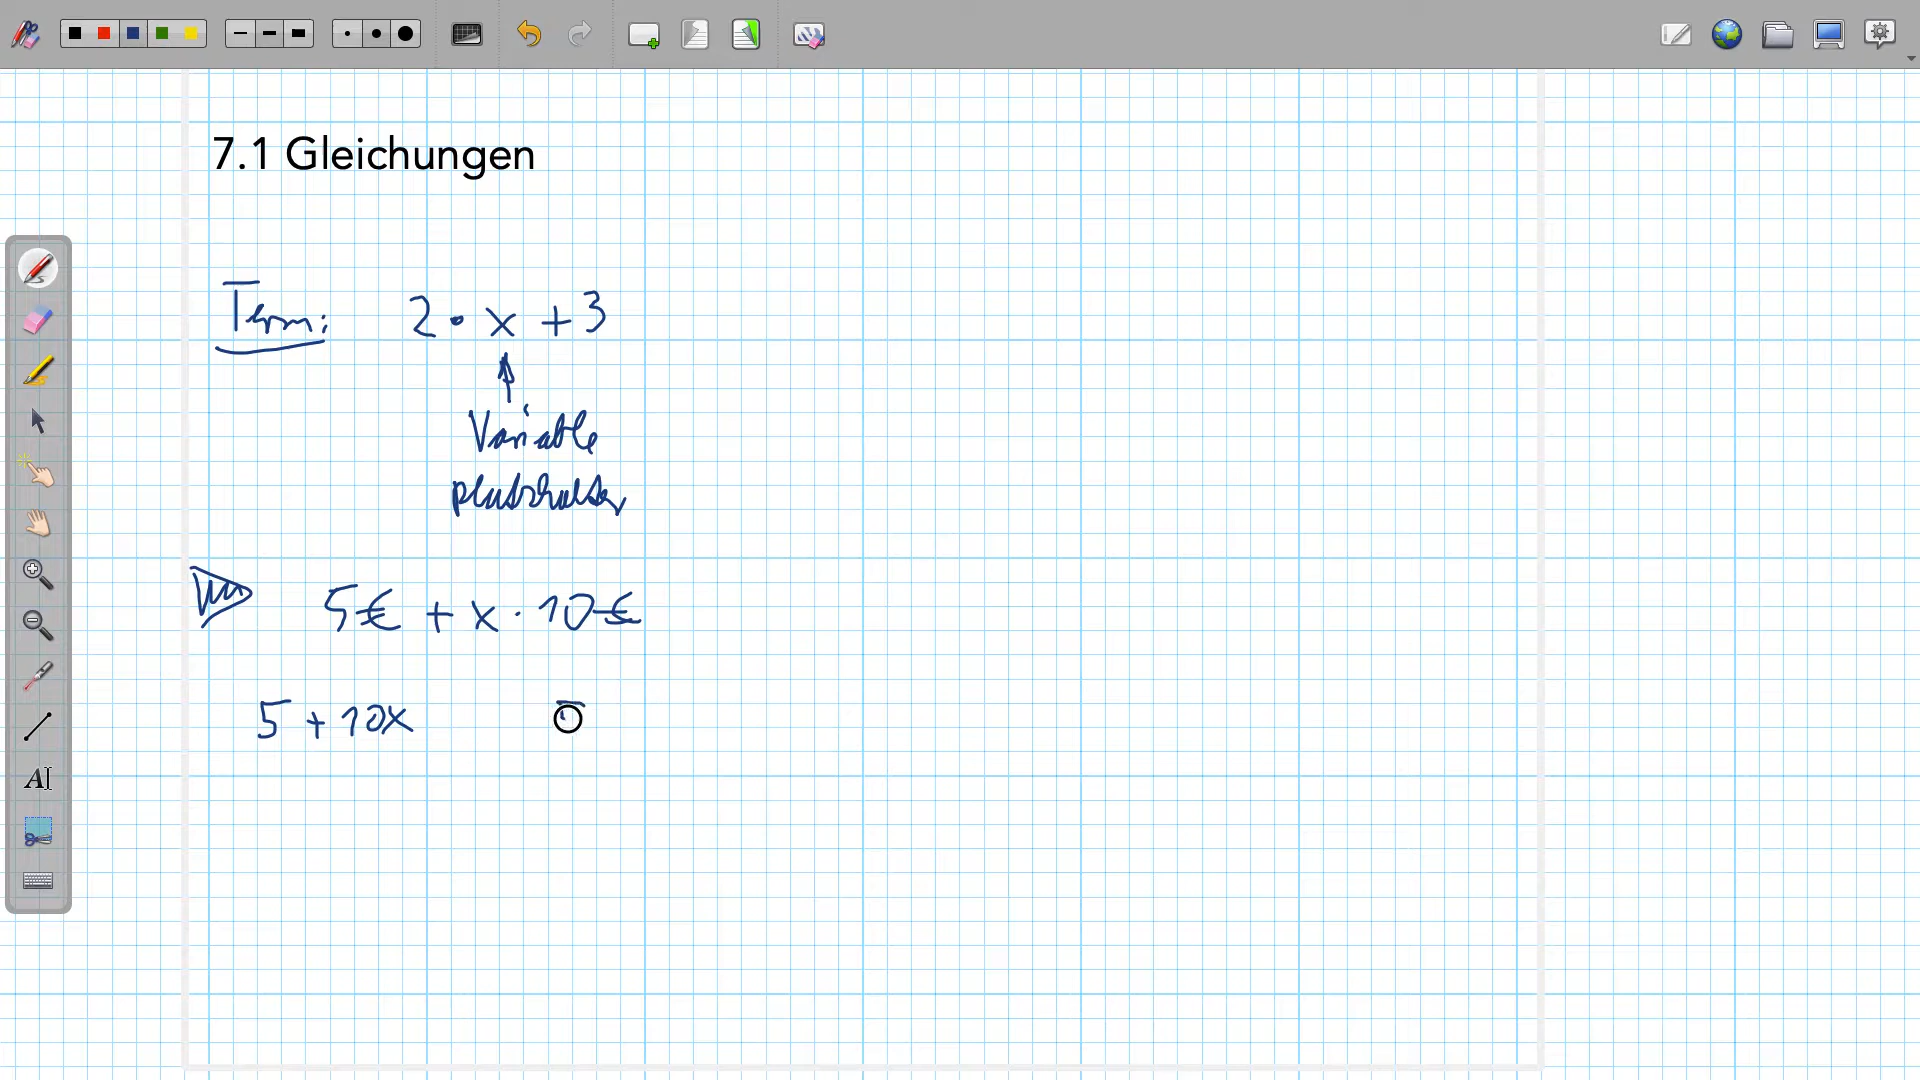 7.1 Gleichungen
Term: 2 · x + 3
Variable
platzhalter
5€ + x · 10€
5 + 10x